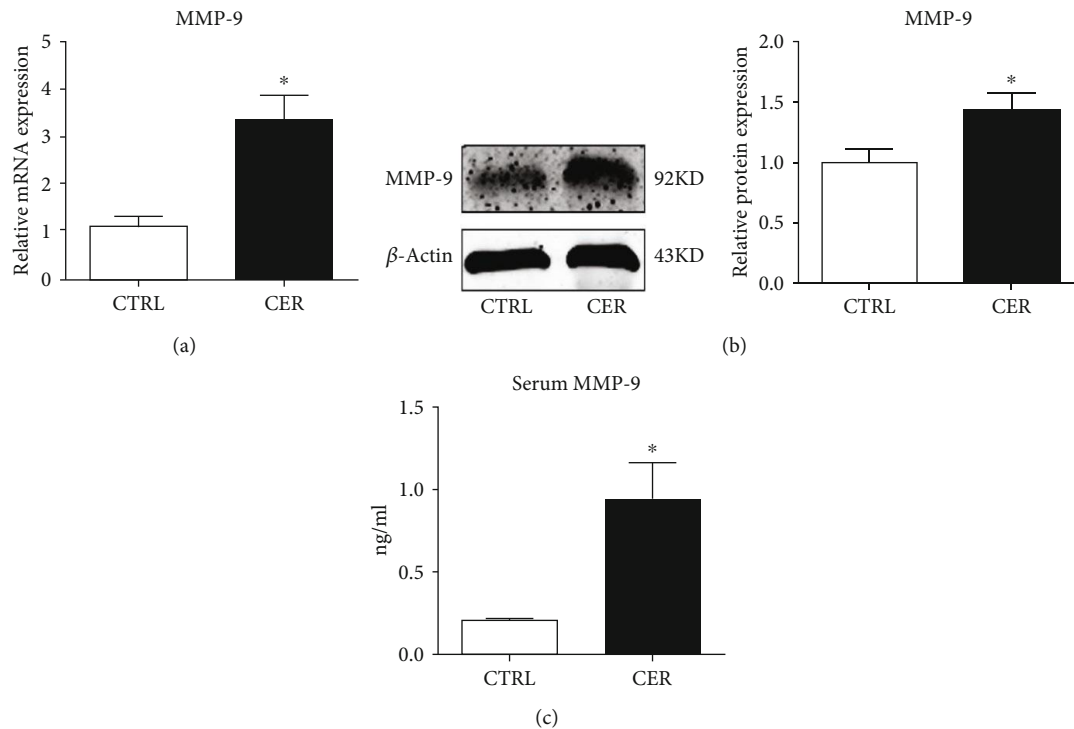 MMP-9
Relative mRNA expression
5
4
3
2
1
0
*
CTRL CER
(a)
MMP-9 92KD
β-Actin 43KD
CTRL CER
MMP-9
Relative protein expression
2.0
1.5
1.0
0.5
0.0
*
CTRL CER
(b)
Serum MMP-9
ng/ml
1.5
1.0
0.5
0.0
*
CTRL CER
(c)